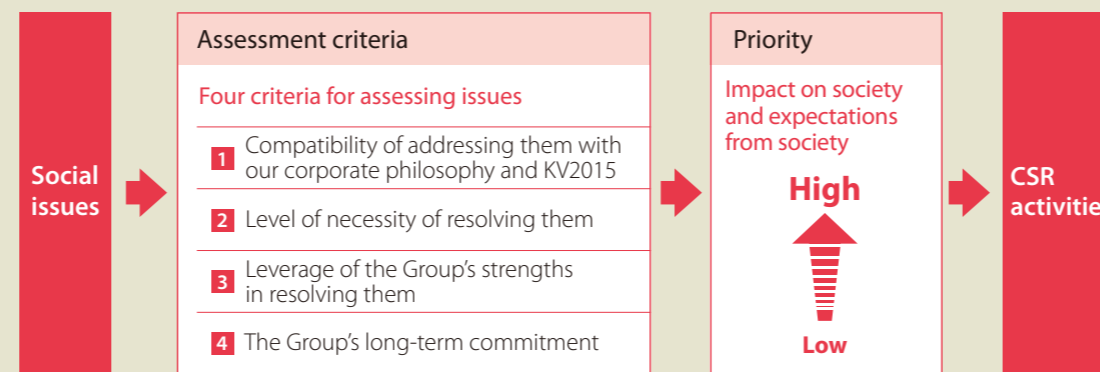 Social
issues
Assessment criteria
Four criteria for assessing issues
1 Compatibility of addressing them with
our corporate philosophy and KV2015
2 Level of necessity of resolving them
3 Leverage of the Group's strengths
in resolving them
4 The Group's long-term commitment
Priority
Impact on society
and expectations
from society
High
Low
CSR
activitie